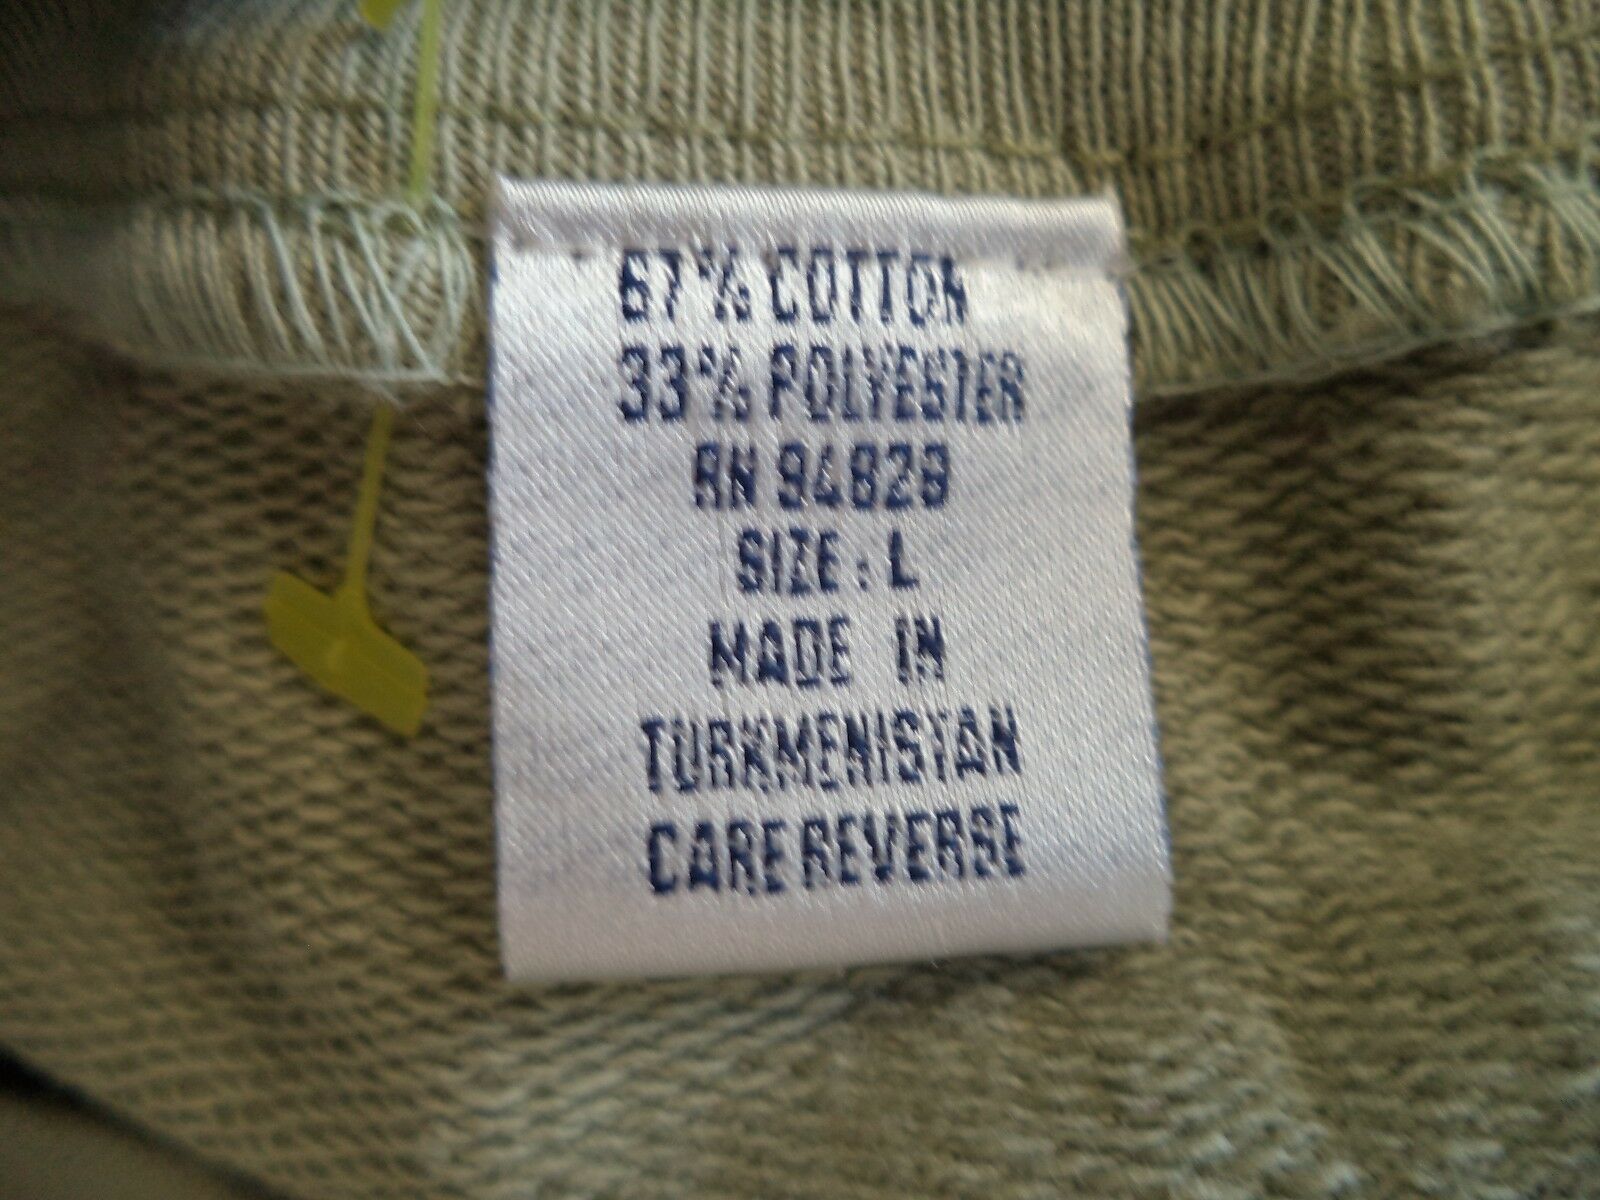 67% COTTON
33% POLYESTER
RN 94828
SIZE: L
MADE IN
TURKMENISTAN
CARE REVERSE